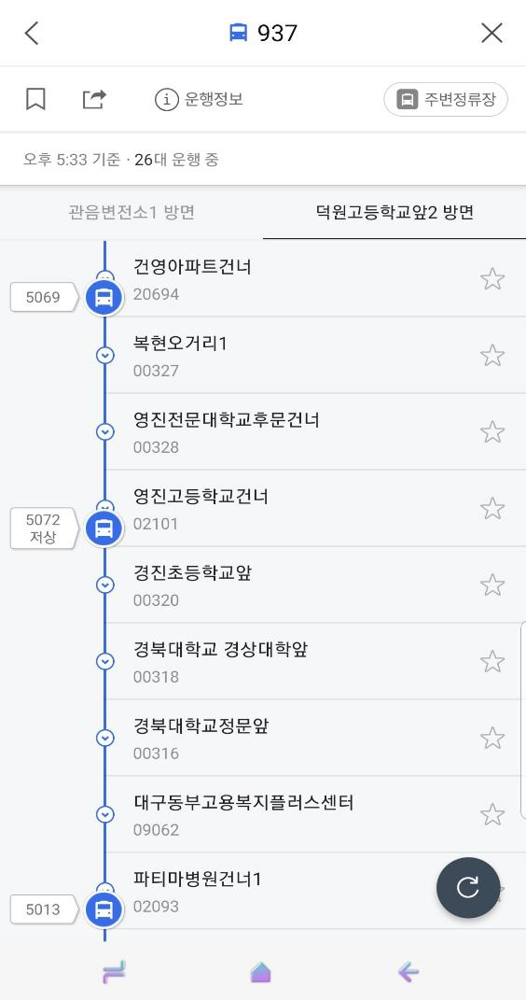 937
운행정보
주변정류장
오후 5:33 기준 · 26대 운행 중
관음변전소1 방면
덕원고등학교앞2 방면
건영아파트건너
5069
20694
복현오거리1
00327
영진전문대학교후문건너
00328
영진고등학교건너
5072
저상
02101
경진초등학교앞
00320
경북대학교 경상대학앞
00318
경북대학교정문앞
00316
대구동부고용복지플러스센터
09062
파티마병원건너1
5013
02093